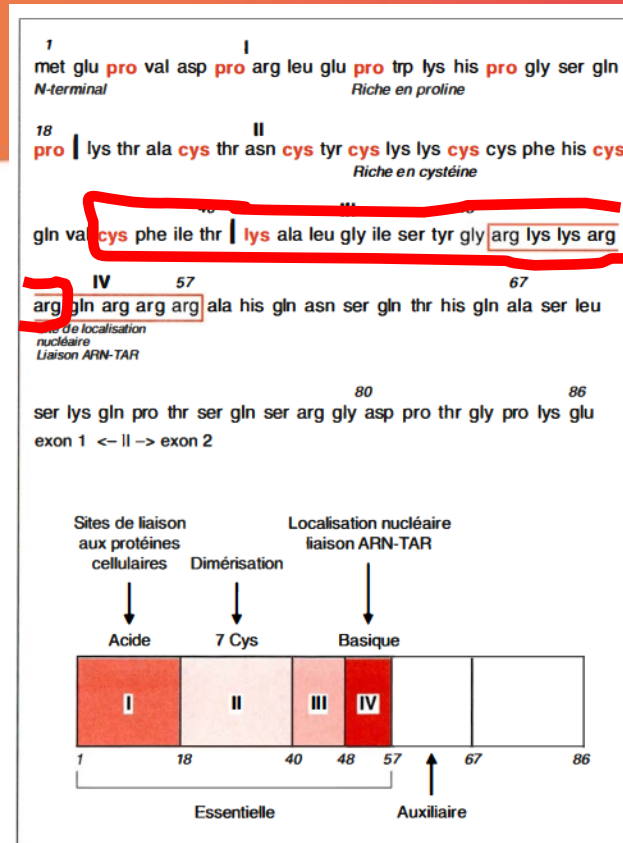 1 I
met glu pro val asp pro arg leu glu pro trp lys his pro gly ser gln
N-terminal Riche en proline
18 II
pro lys thr ala cys thr asn cys tyr cys lys lys cys cys phe his cys
Riche en cystéine
gln val cys phe ile thr lys ala leu gly ile ser tyr gly arg lys lys arg
IV 57 67
arg gln arg arg arg ala his gln asn ser gln thr his gln ala ser leu
de localisation
nucléaire
Liaison ARN-TAR
80 86
ser lys gln pro thr ser gln ser arg gly asp pro thr gly pro lys glu
exon 1 <– II –> exon 2
Sites de liaison
aux protéines
cellulaires
Dimérisation
Localisation nucléaire
liaison ARN-TAR
Acide 7 Cys Basique
I II III IV
1 18 40 48 57 67 86
Essentielle Auxiliaire